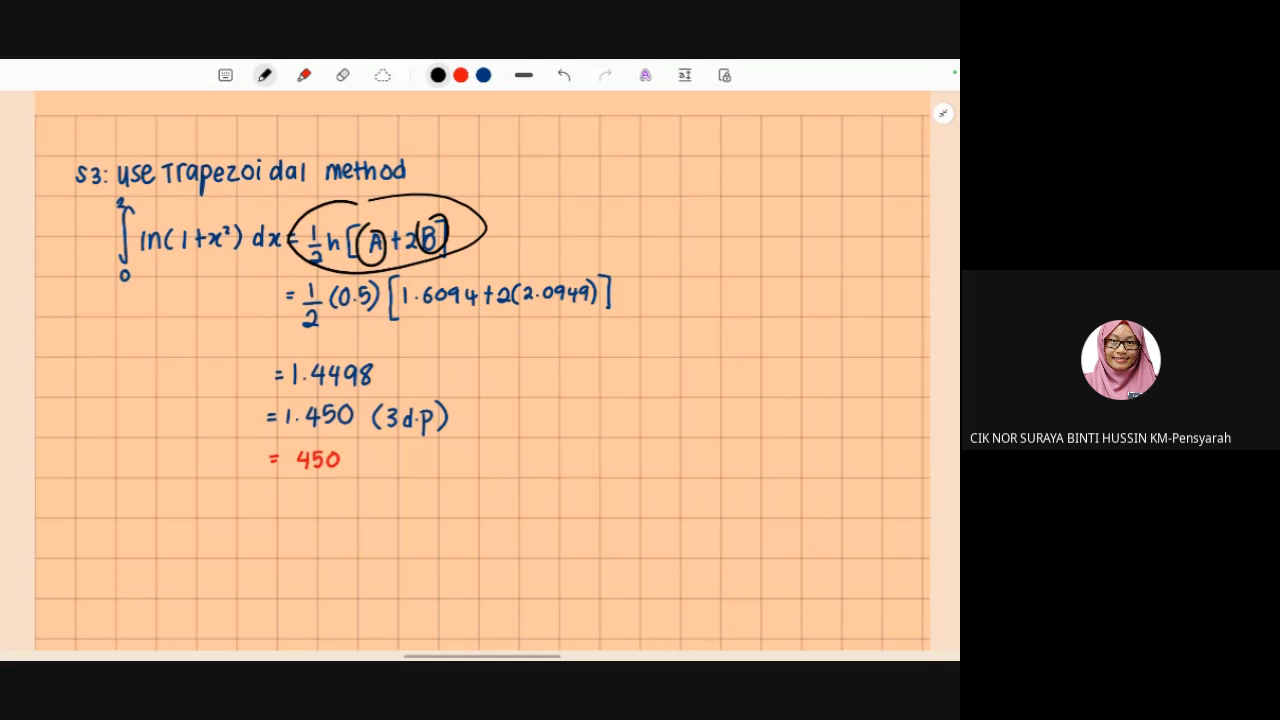 S3: use Trapezoidal method
∫₀² ln(1+x²) dx = 1/2 h [A + 2B]
= 1/2 (0.5) [1.6094 + 2(2.0949)]
= 1.4498
= 1.450 (3 d.p)
= 450
CIK NOR SURAYA BINTI HUSSIN KM-Pensyarah